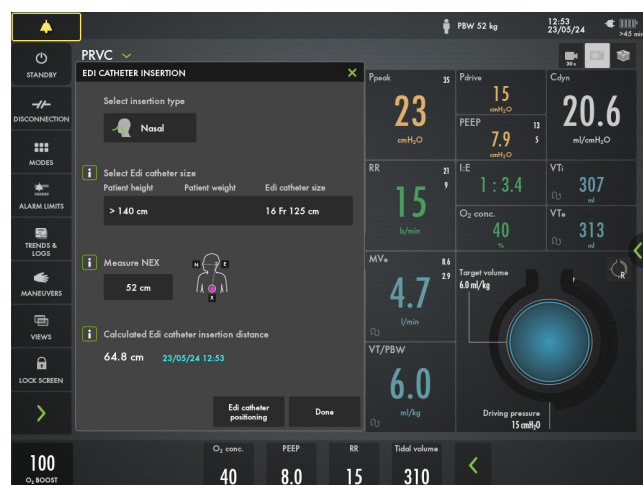 PBW 52 kg
12:53
23/05/24
>45 min
STANDBY
DISCONNECTION
MODES
ALARM LIMITS
TRENDS &
LOGS
MANEUVERS
VIEWS
LOCK SCREEN
100
O₂ BOOST
PRVC
30 s
EDI CATHETER INSERTION
Select insertion type
Nasal
Select Edi catheter size
Patient height Patient weight Edi catheter size
> 140 cm 16 Fr 125 cm
Measure NEX
52 cm
N E
X
Calculated Edi catheter insertion distance
64.8 cm 23/05/24 12:53
Edi catheter
positioning
Done
Ppeak 35
23
cmH₂O
Pdrive
15
cmH₂O
PEEP 13
7.9 5
cmH₂O
Cdyn
20.6
ml/cmH₂O
RR 21
9
15
b/min
I:E
1 : 3.4
VTi
307
ml
O₂ conc.
40
%
VTe
313
ml
MVe 8.6
2.9
4.7
l/min
VT/PBW
6.0
ml/kg
Target volume
6.0 ml/kg
R
Driving pressure
15 cmH₂O
O₂ conc. PEEP RR Tidal volume
40 8.0 15 310